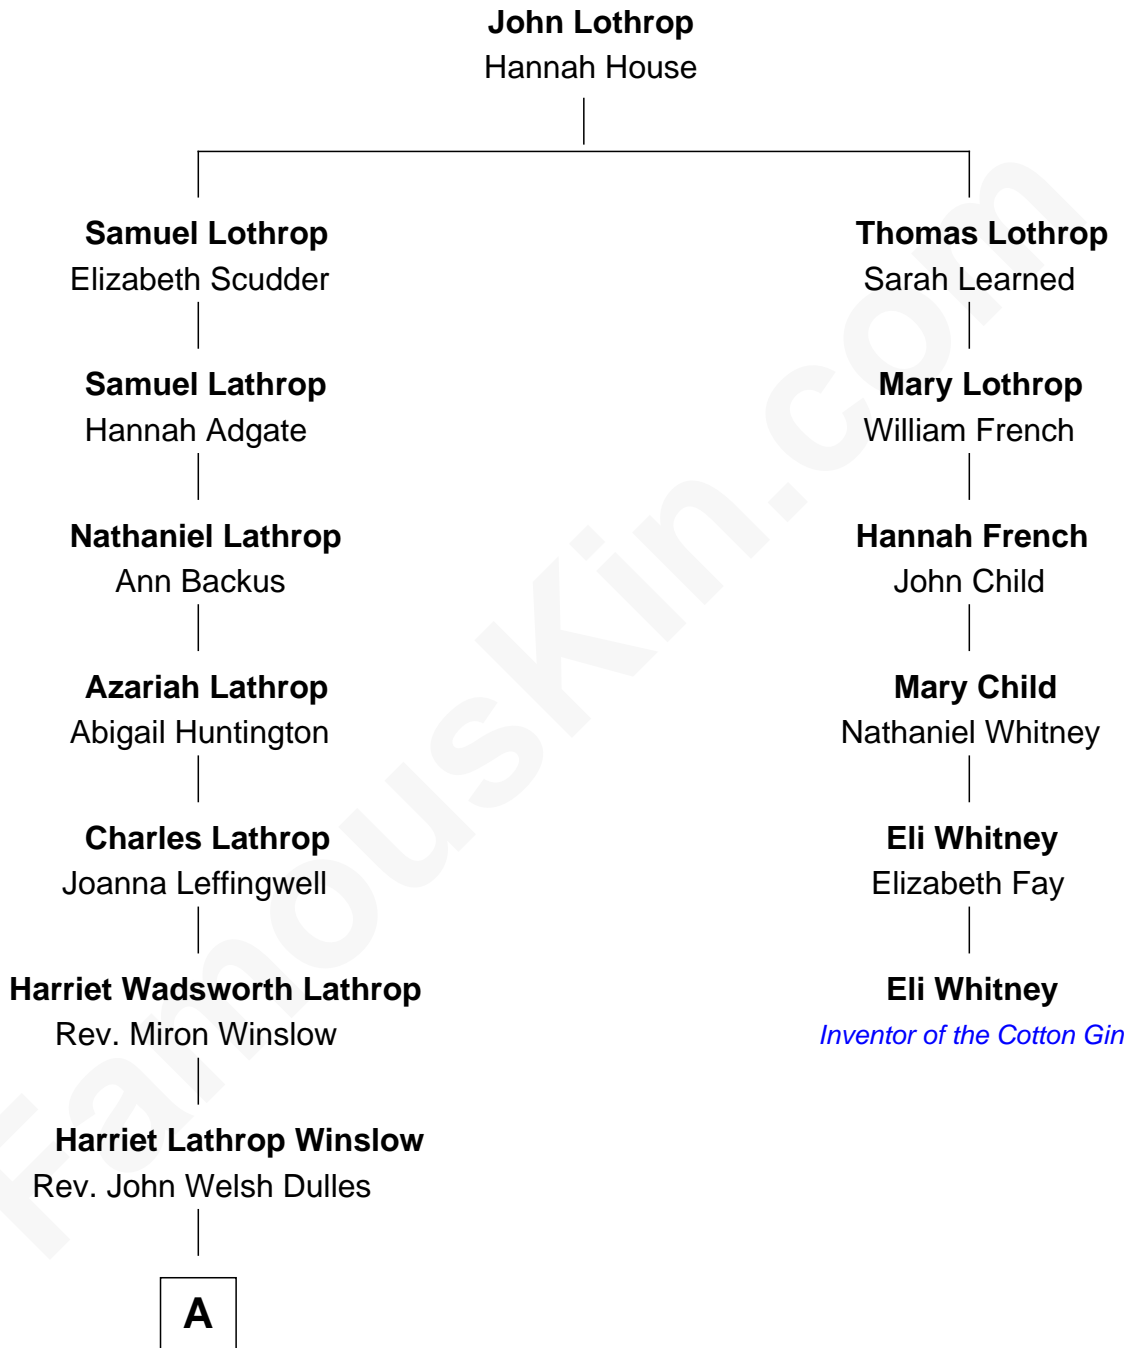 John Lothrop
Hannah House
Samuel Lothrop
Elizabeth Scudder
Samuel Lathrop
Hannah Adgate
Nathaniel Lathrop
Ann Backus
Azariah Lathrop
Abigail Huntington
Charles Lathrop
Joanna Leffingwell
Harriet Wadsworth Lathrop
Rev. Miron Winslow
Harriet Lathrop Winslow
Rev. John Welsh Dulles
A
Thomas Lothrop
Sarah Learned
Mary Lothrop
William French
Hannah French
John Child
Mary Child
Nathaniel Whitney
Eli Whitney
Elizabeth Fay
Eli Whitney
Inventor of the Cotton Gin
FamousKin.com